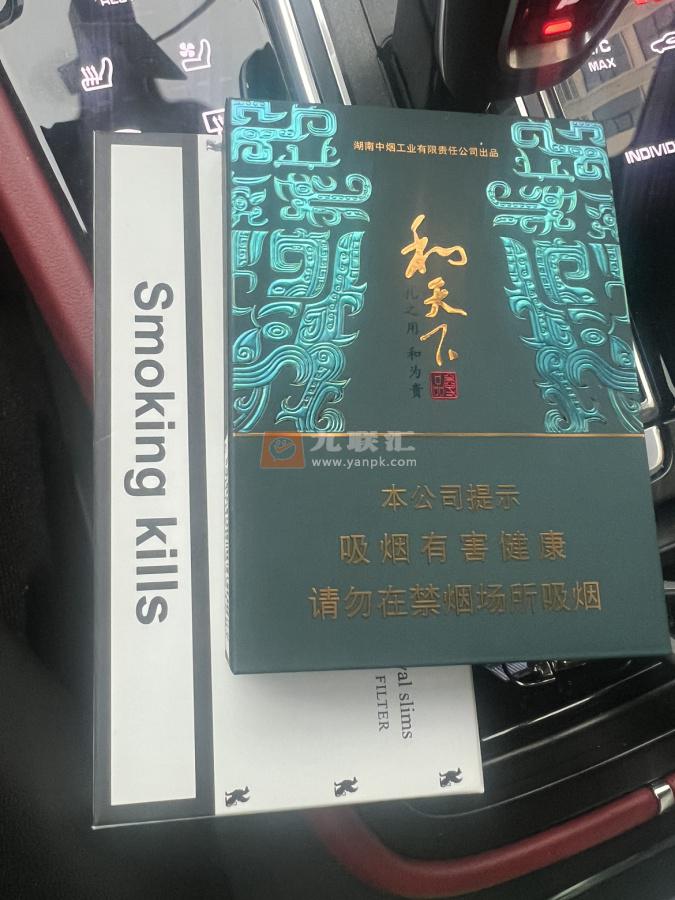 湖南中烟工业有限责任公司出品
和天下
礼之用 和为贵
九联汇
www.yanpk.com
本公司提示
吸烟有害健康
请勿在禁烟场所吸烟
Smoking kills
val slims
FILTER
MAX
INDIVID